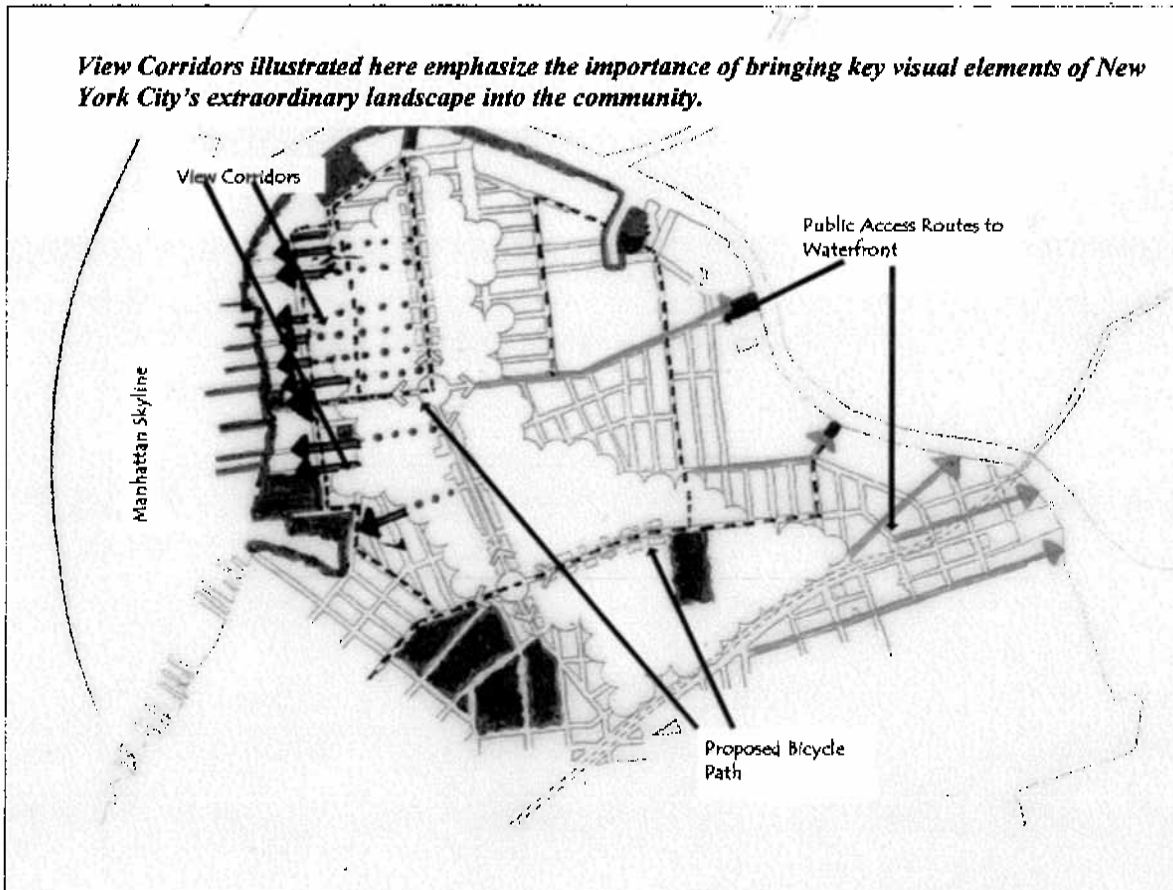 View Corridors illustrated here emphasize the importance of bringing key visual elements of New
York City's extraordinary landscape into the community.
View Corridors
Public Access Routes to
Waterfront
Manhattan Skyline
Proposed Bicycle
Path